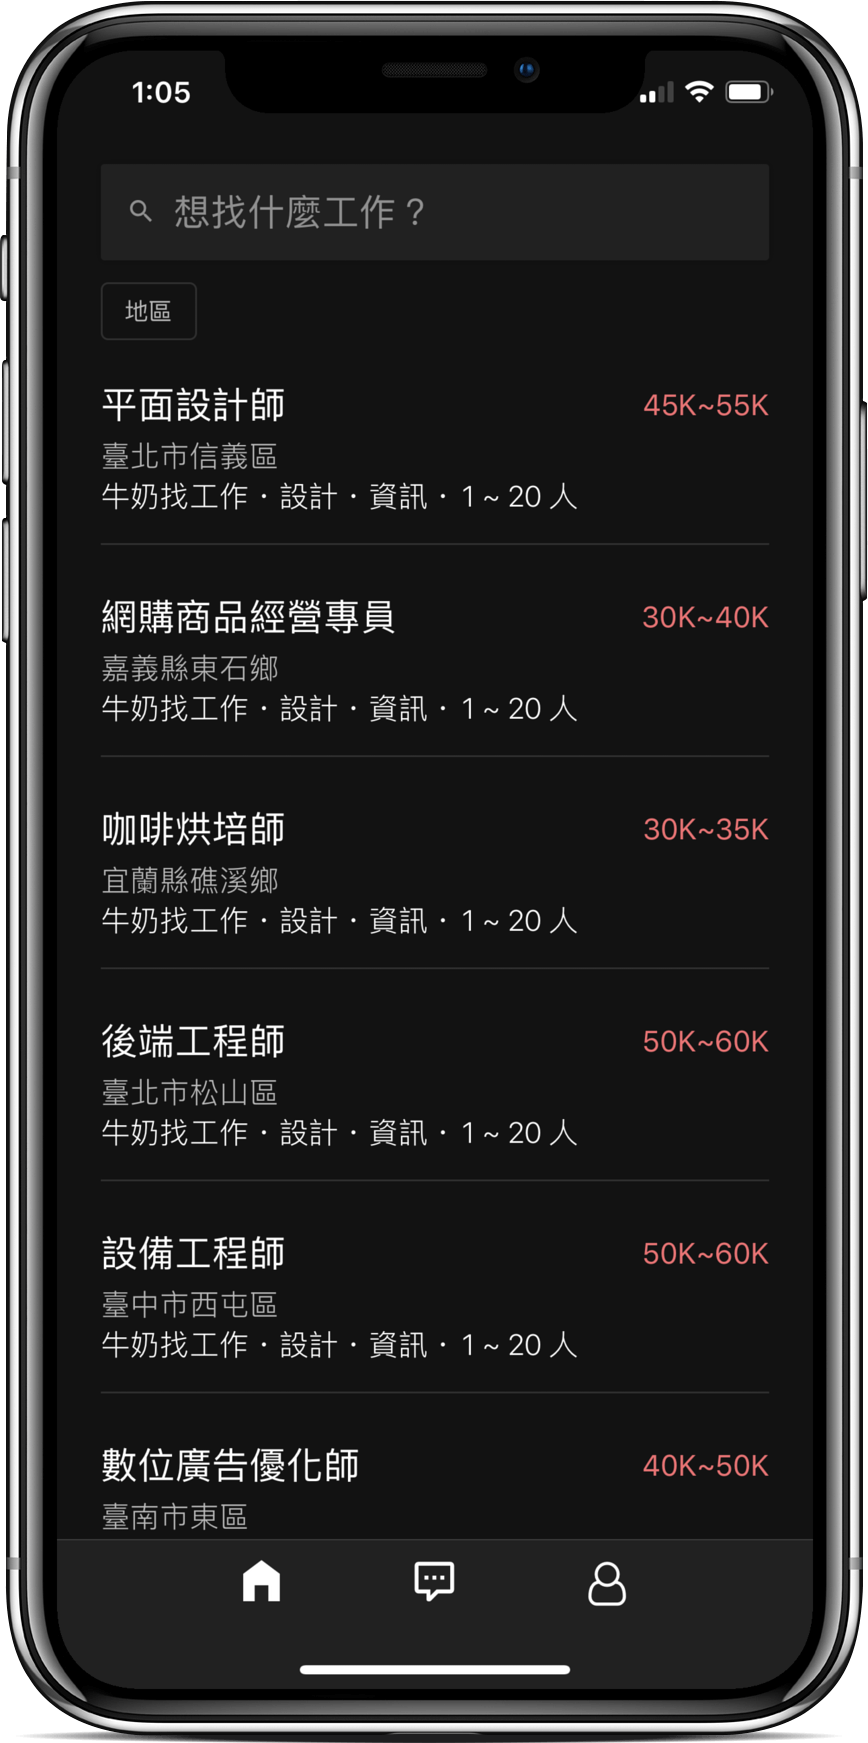 1:05
想找什麼工作？
地區
平面設計師 45K~55K
臺北市信義區
牛奶找工作・設計・資訊・1 ~ 20 人
網購商品經營專員 30K~40K
嘉義縣東石鄉
牛奶找工作・設計・資訊・1 ~ 20 人
咖啡烘培師 30K~35K
宜蘭縣礁溪鄉
牛奶找工作・設計・資訊・1 ~ 20 人
後端工程師 50K~60K
臺北市松山區
牛奶找工作・設計・資訊・1 ~ 20 人
設備工程師 50K~60K
臺中市西屯區
牛奶找工作・設計・資訊・1 ~ 20 人
數位廣告優化師 40K~50K
臺南市東區